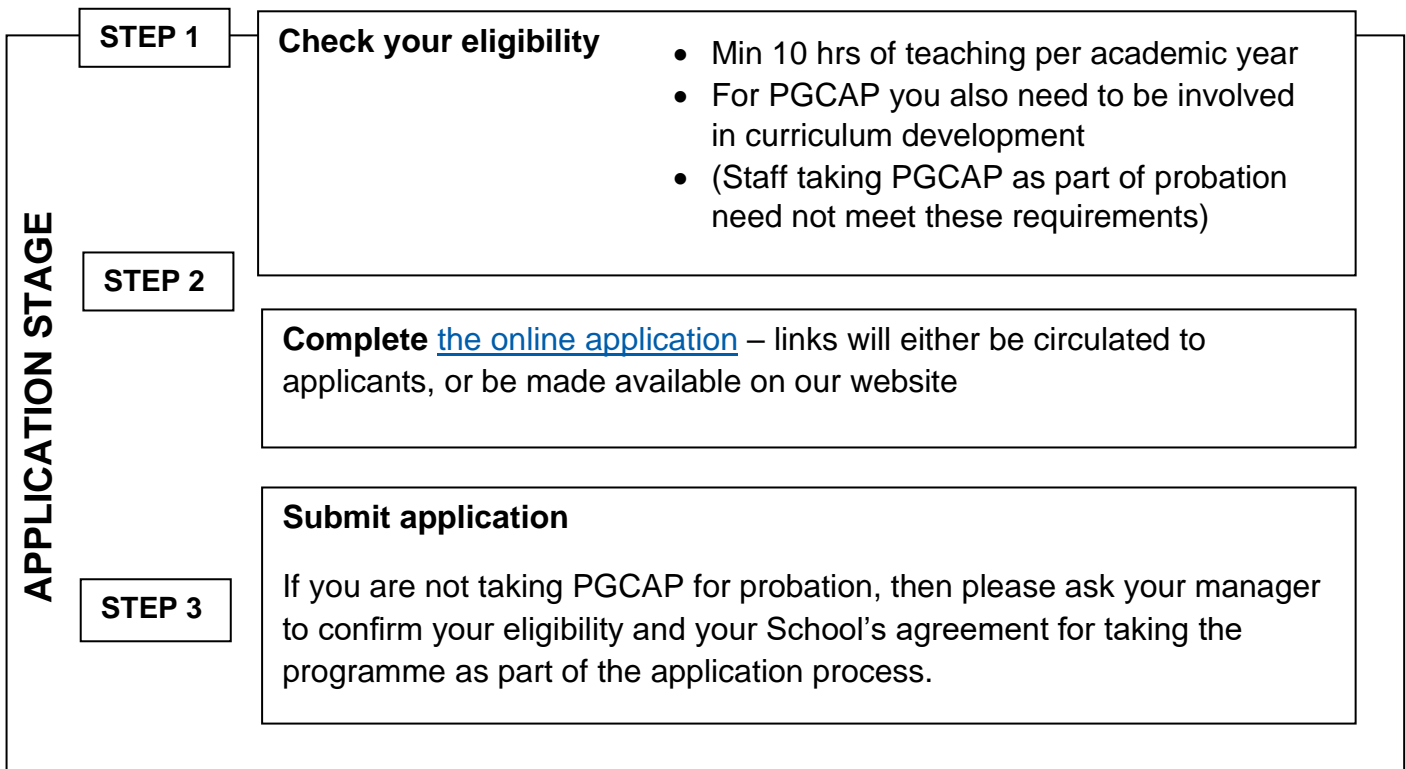 APPLICATION STAGE
STEP 1
Check your eligibility
• Min 10 hrs of teaching per academic year
• For PGCAP you also need to be involved
in curriculum development
• (Staff taking PGCAP as part of probation
need not meet these requirements)
STEP 2
Complete the online application – links will either be circulated to
applicants, or be made available on our website
STEP 3
Submit application
If you are not taking PGCAP for probation, then please ask your manager
to confirm your eligibility and your School’s agreement for taking the
programme as part of the application process.